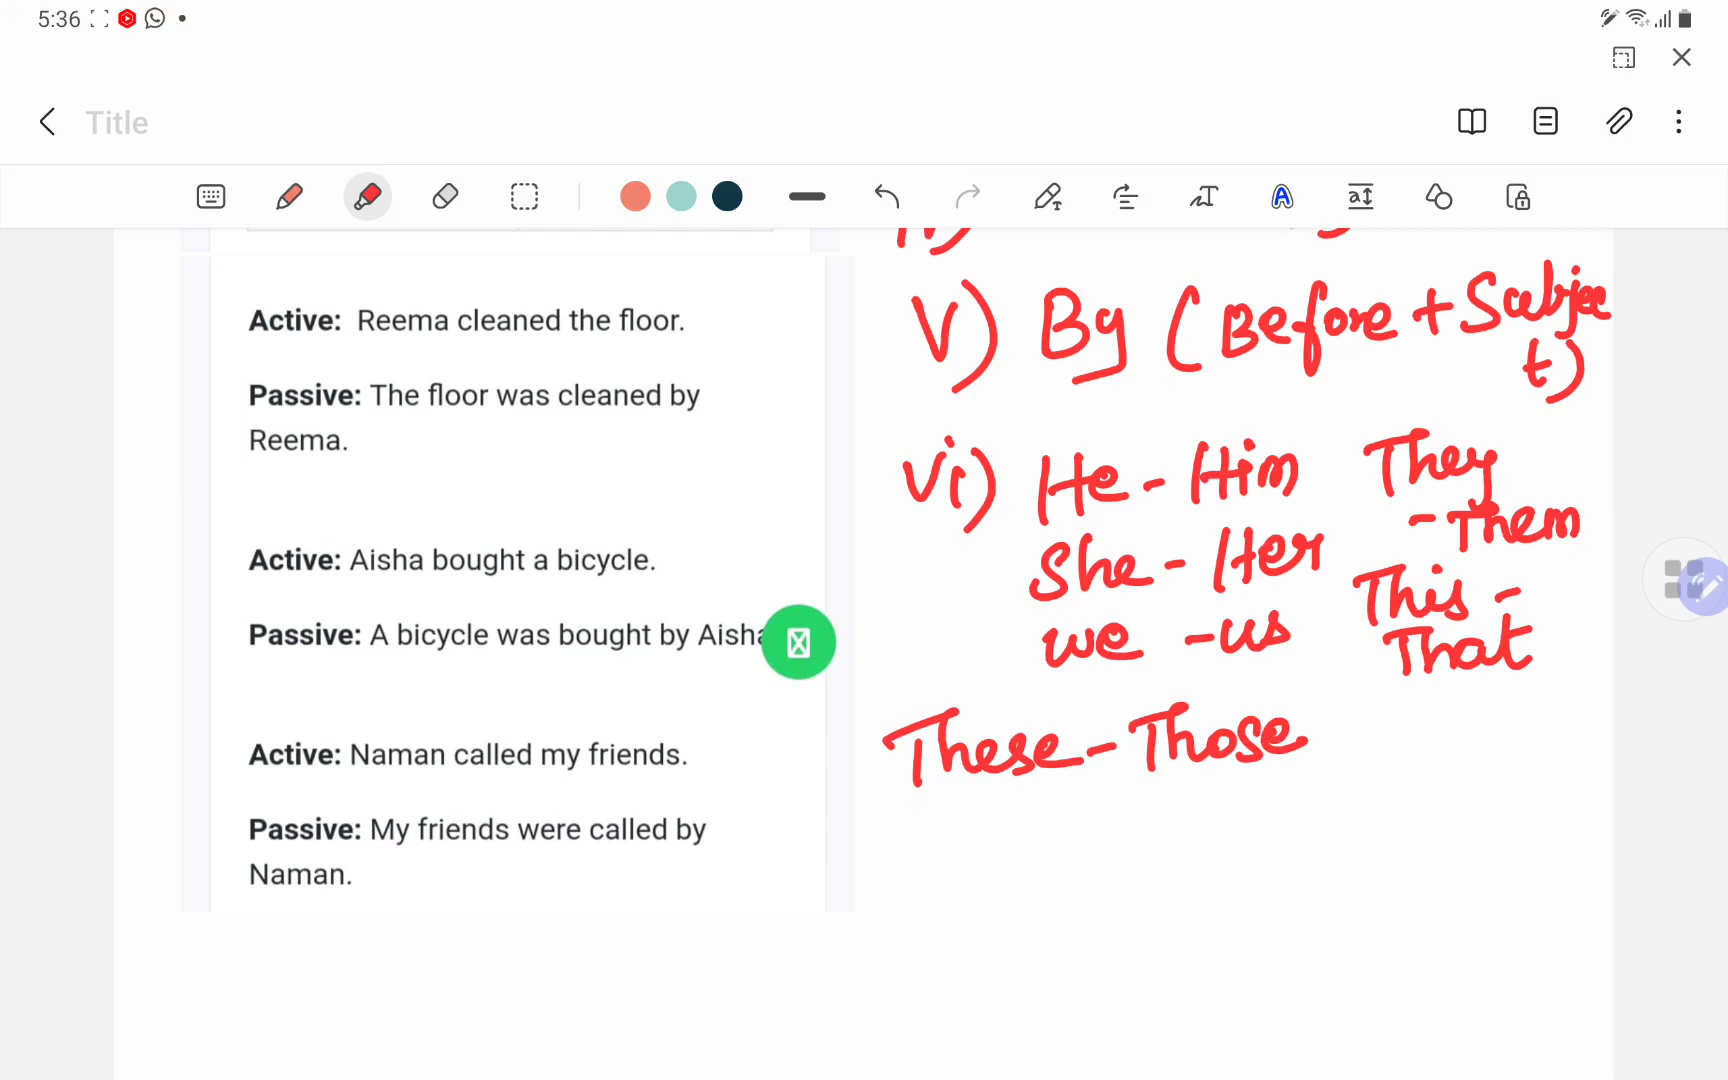 5:36
Title
Active: Reema cleaned the floor.
Passive: The floor was cleaned by
Reema.
Active: Aisha bought a bicycle.
Passive: A bicycle was bought by Aisha
Active: Naman called my friends.
Passive: My friends were called by
Naman.
V) By (Before + Subjec
t)
Vi) He - Him They
- Them
She - Her This -
That
we - us
These - Those